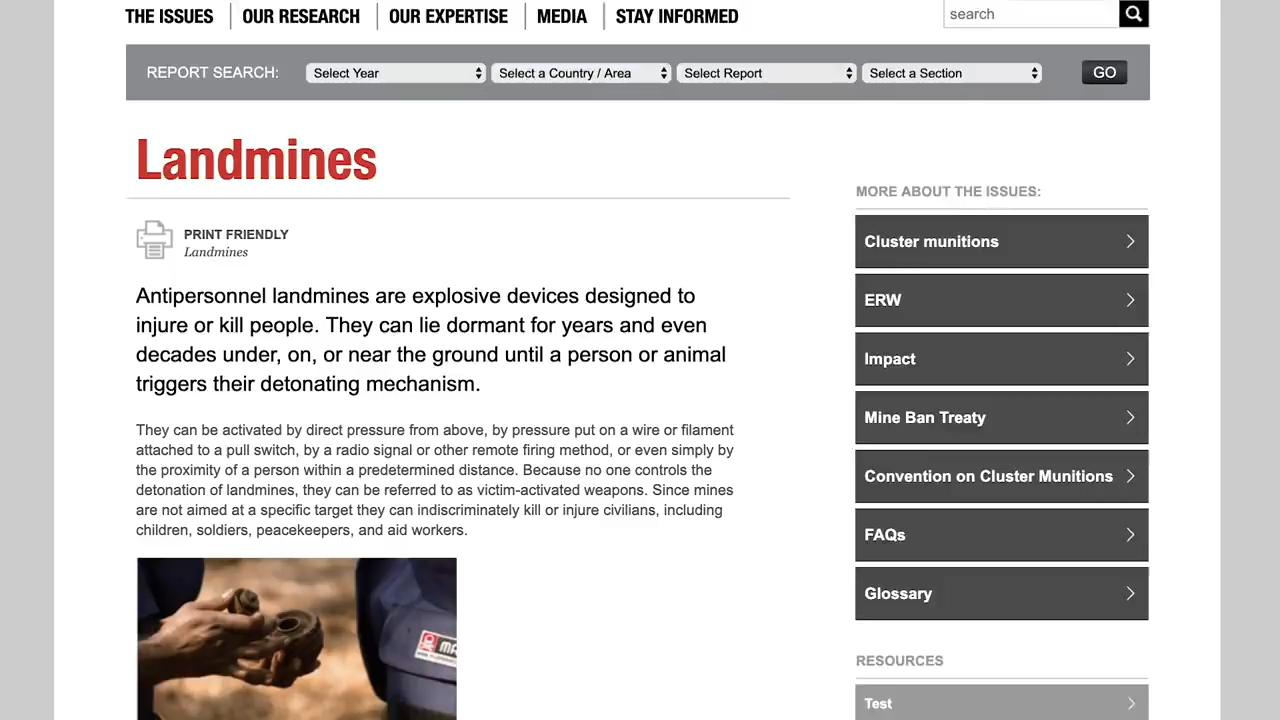 THE ISSUES
OUR RESEARCH
OUR EXPERTISE
MEDIA
STAY INFORMED
search
REPORT SEARCH:
Select Year
Select a Country / Area
Select Report
Select a Section
GO
Landmines
PRINT FRIENDLY
Landmines
Antipersonnel landmines are explosive devices designed to
injure or kill people. They can lie dormant for years and even
decades under, on, or near the ground until a person or animal
triggers their detonating mechanism.
They can be activated by direct pressure from above, by pressure put on a wire or filament
attached to a pull switch, by a radio signal or other remote firing method, or even simply by
the proximity of a person within a predetermined distance. Because no one controls the
detonation of landmines, they can be referred to as victim-activated weapons. Since mines
are not aimed at a specific target they can indiscriminately kill or injure civilians, including
children, soldiers, peacekeepers, and aid workers.
MORE ABOUT THE ISSUES:
Cluster munitions
ERW
Impact
Mine Ban Treaty
Convention on Cluster Munitions
FAQs
Glossary
RESOURCES
Test